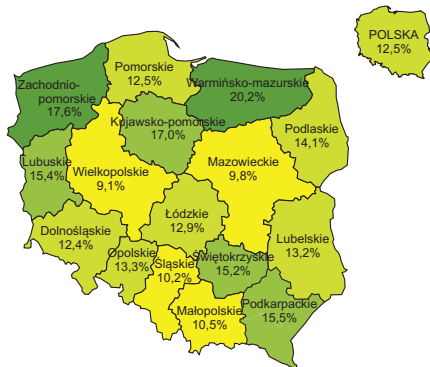 POLSKA
12,5%
Pomorskie
12,5%
Zachodnio-
pomorskie
17,6%
Warmińsko-mazurskie
20,2%
Kujawsko-pomorskie
17,0%
Podlaskie
14,1%
Lubuskie
15,4%
Wielkopolskie
9,1%
Mazowieckie
9,8%
Łódzkie
12,9%
Dolnośląskie
12,4%
Lubelskie
13,2%
Opolskie
13,3%
Śląskie
10,2%
Świętokrzyskie
15,2%
Małopolskie
10,5%
Podkarpackie
15,5%